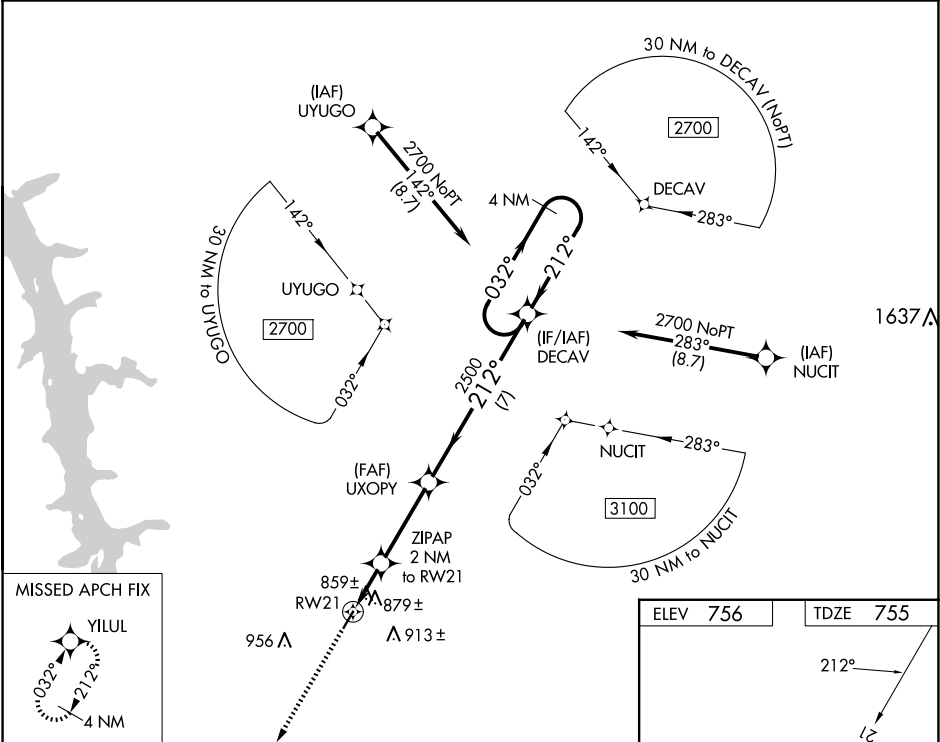 30 NM to DECAV (NoPT)
2700
142°
DECAV
283°
(IAF)
UYUGO
2700 NoPT
142°
(8.7)
4 NM
032°
212°
142°
30 NM to UYUGO
UYUGO
2700
032°
(IF/IAF)
DECAV
2700 NoPT
283°
(8.7)
(IAF)
NUCIT
1637
2500
212°
(7)
NUCIT
283°
032°
3100
30 NM to NUCIT
(FAF)
UXOPY
ZIPAP
2 NM
to RW21
859±
RW21
879±
956
913±
MISSED APCH FIX
YILUL
032°
212°
4 NM
ELEV 756
TDZE 755
212°
21